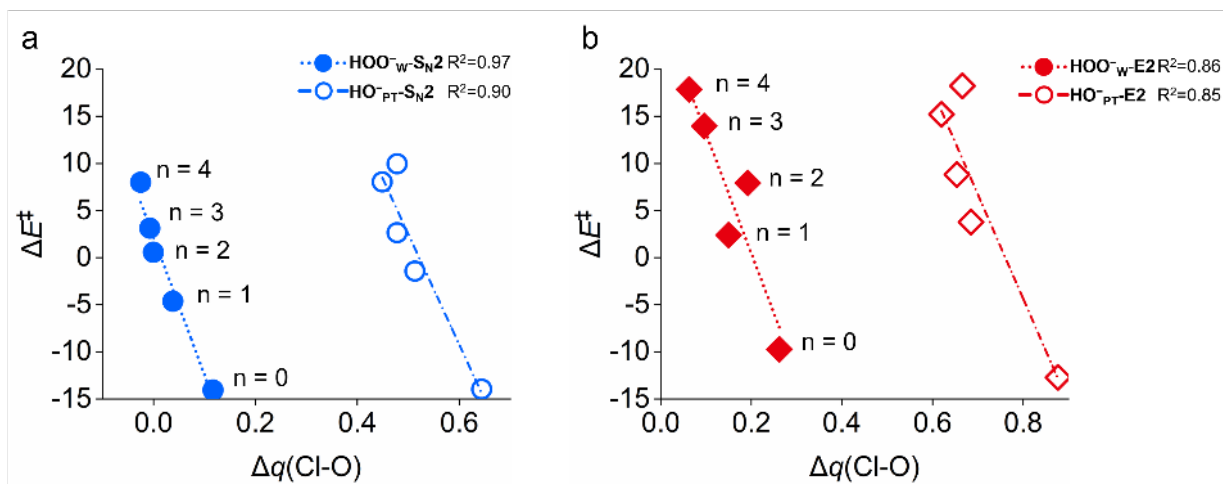 a
HOO⁻W-SN2 R²=0.97
HO⁻PT-SN2 R²=0.90
20
15
10
5
0
-5
-10
-15
ΔE‡
n = 4
n = 3
n = 2
n = 1
n = 0
0.0 0.2 0.4 0.6
Δq(Cl-O)
b
HOO⁻W-E2 R²=0.86
HO⁻PT-E2 R²=0.85
20
15
10
5
0
-5
-10
-15
ΔE‡
n = 4
n = 3
n = 2
n = 1
n = 0
0.0 0.2 0.4 0.6 0.8
Δq(Cl-O)